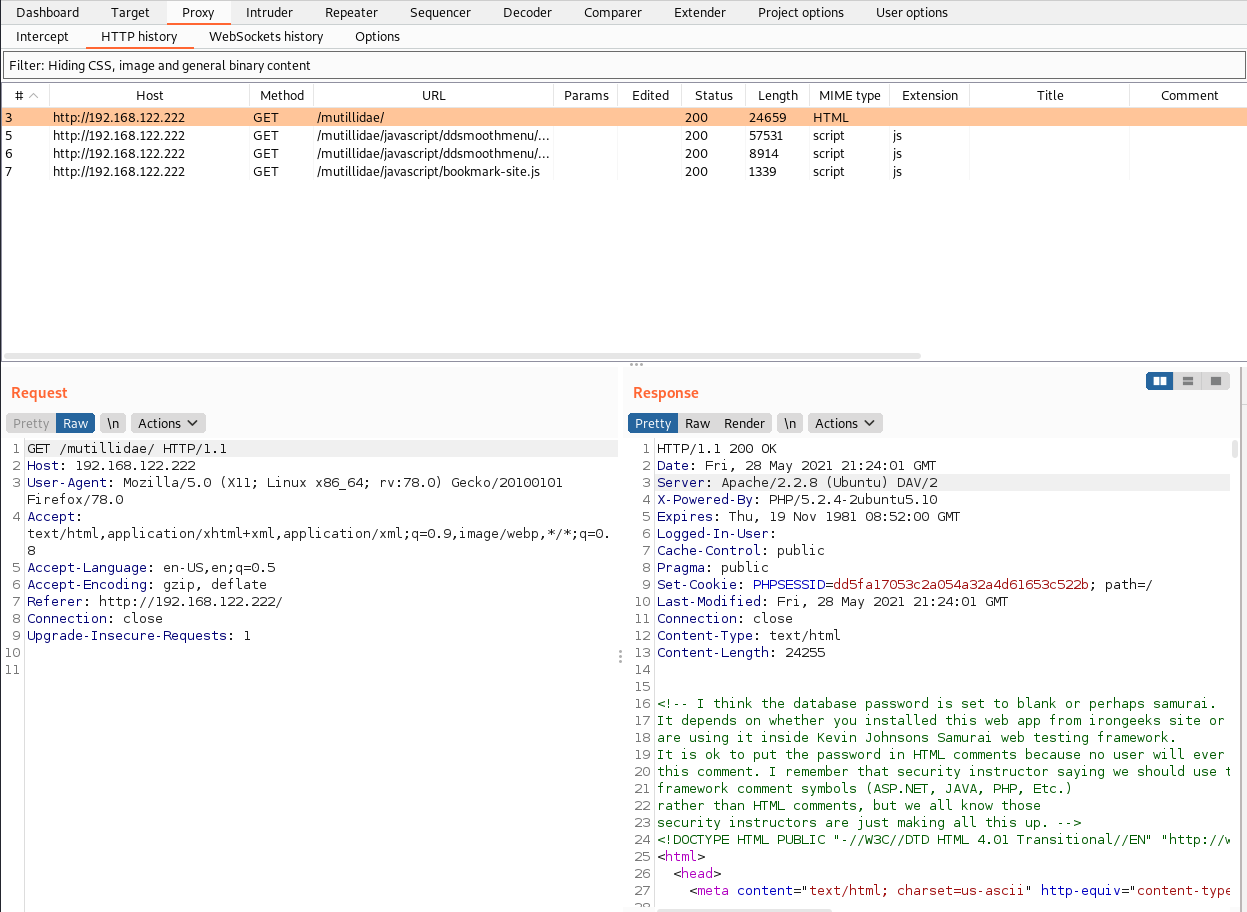 Dashboard Target Proxy Intruder Repeater Sequencer Decoder Comparer Extender Project options User options
Intercept HTTP history WebSockets history Options
Filter: Hiding CSS, image and general binary content
# Host Method URL Params Edited Status Length MIME type Extension Title Comment
3 http://192.168.122.222 GET /mutillidae/ 200 24659 HTML
5 http://192.168.122.222 GET /mutillidae/javascript/ddsmoothmenu/... 200 57531 script js
6 http://192.168.122.222 GET /mutillidae/javascript/ddsmoothmenu/... 200 8914 script js
7 http://192.168.122.222 GET /mutillidae/javascript/bookmark-site.js 200 1339 script js
Request
Pretty Raw \n Actions
1 GET /mutillidae/ HTTP/1.1
2 Host: 192.168.122.222
3 User-Agent: Mozilla/5.0 (X11; Linux x86_64; rv:78.0) Gecko/20100101
Firefox/78.0
4 Accept:
text/html,application/xhtml+xml,application/xml;q=0.9,image/webp,*/*;q=0.
8
5 Accept-Language: en-US,en;q=0.5
6 Accept-Encoding: gzip, deflate
7 Referer: http://192.168.122.222/
8 Connection: close
9 Upgrade-Insecure-Requests: 1
10
11
Response
Pretty Raw Render \n Actions
1 HTTP/1.1 200 OK
2 Date: Fri, 28 May 2021 21:24:01 GMT
3 Server: Apache/2.2.8 (Ubuntu) DAV/2
4 X-Powered-By: PHP/5.2.4-2ubuntu5.10
5 Expires: Thu, 19 Nov 1981 08:52:00 GMT
6 Logged-In-User:
7 Cache-Control: public
8 Pragma: public
9 Set-Cookie: PHPSESSID=dd5fa17053c2a054a32a4d61653c522b; path=/
10 Last-Modified: Fri, 28 May 2021 21:24:01 GMT
11 Connection: close
12 Content-Type: text/html
13 Content-Length: 24255
14
15
16 <!-- I think the database password is set to blank or perhaps samurai.
17 It depends on whether you installed this web app from irongeeks site or
18 are using it inside Kevin Johnsons Samurai web testing framework.
19 It is ok to put the password in HTML comments because no user will ever
20 this comment. I remember that security instructor saying we should use t
21 framework comment symbols (ASP.NET, JAVA, PHP, Etc.)
22 rather than HTML comments, but we all know those
23 security instructors are just making all this up. -->
24 <!DOCTYPE HTML PUBLIC "-//W3C//DTD HTML 4.01 Transitional//EN" "http://w
25 <html>
26 <head>
27 <meta content="text/html; charset=us-ascii" http-equiv="content-type
28